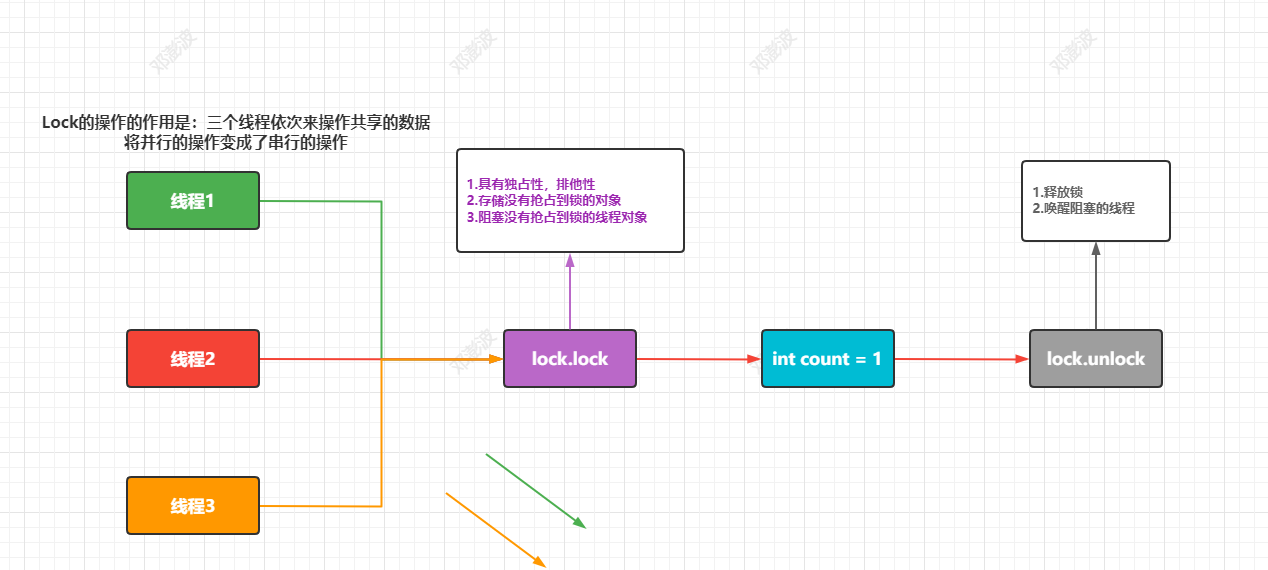 邓澎波
邓澎波
邓澎波
邓澎波
Lock的操作的作用是：三个线程依次来操作共享的数据
将并行的操作变成了串行的操作
线程1
1.具有独占性，排他性
2.存储没有抢占到锁的对象
3.阻塞没有抢占到锁的线程对象
1.释放锁
2.唤醒阻塞的线程
线程2
邓澎波
lock.lock
int count = 1
lock.unlock
线程3